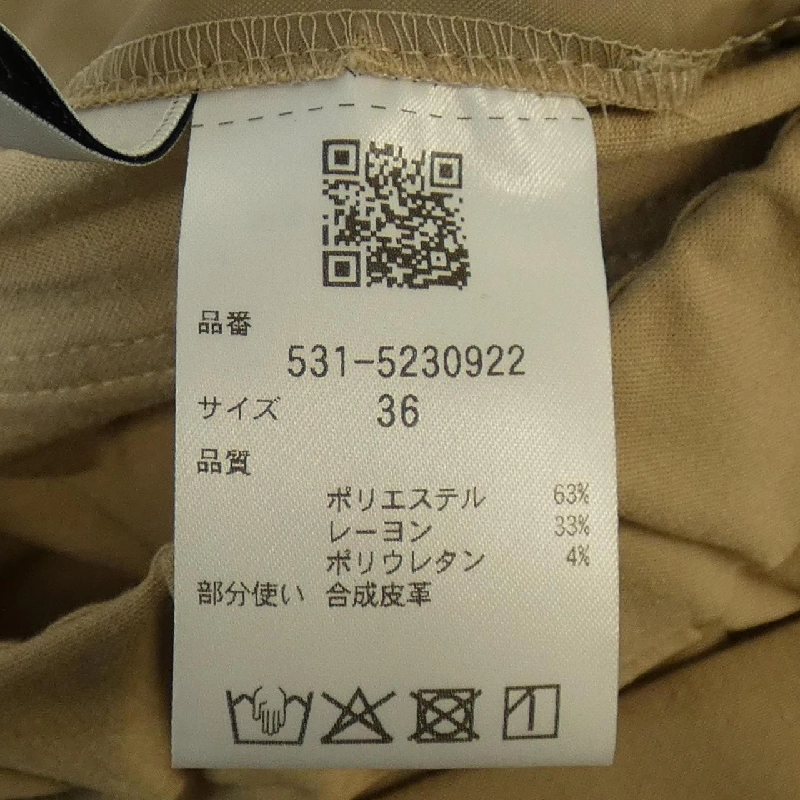 品番
531-5230922
サイズ 36
品質
ポリエステル 63%
レーヨン 33%
ポリウレタン 4%
部分使い 合成皮革